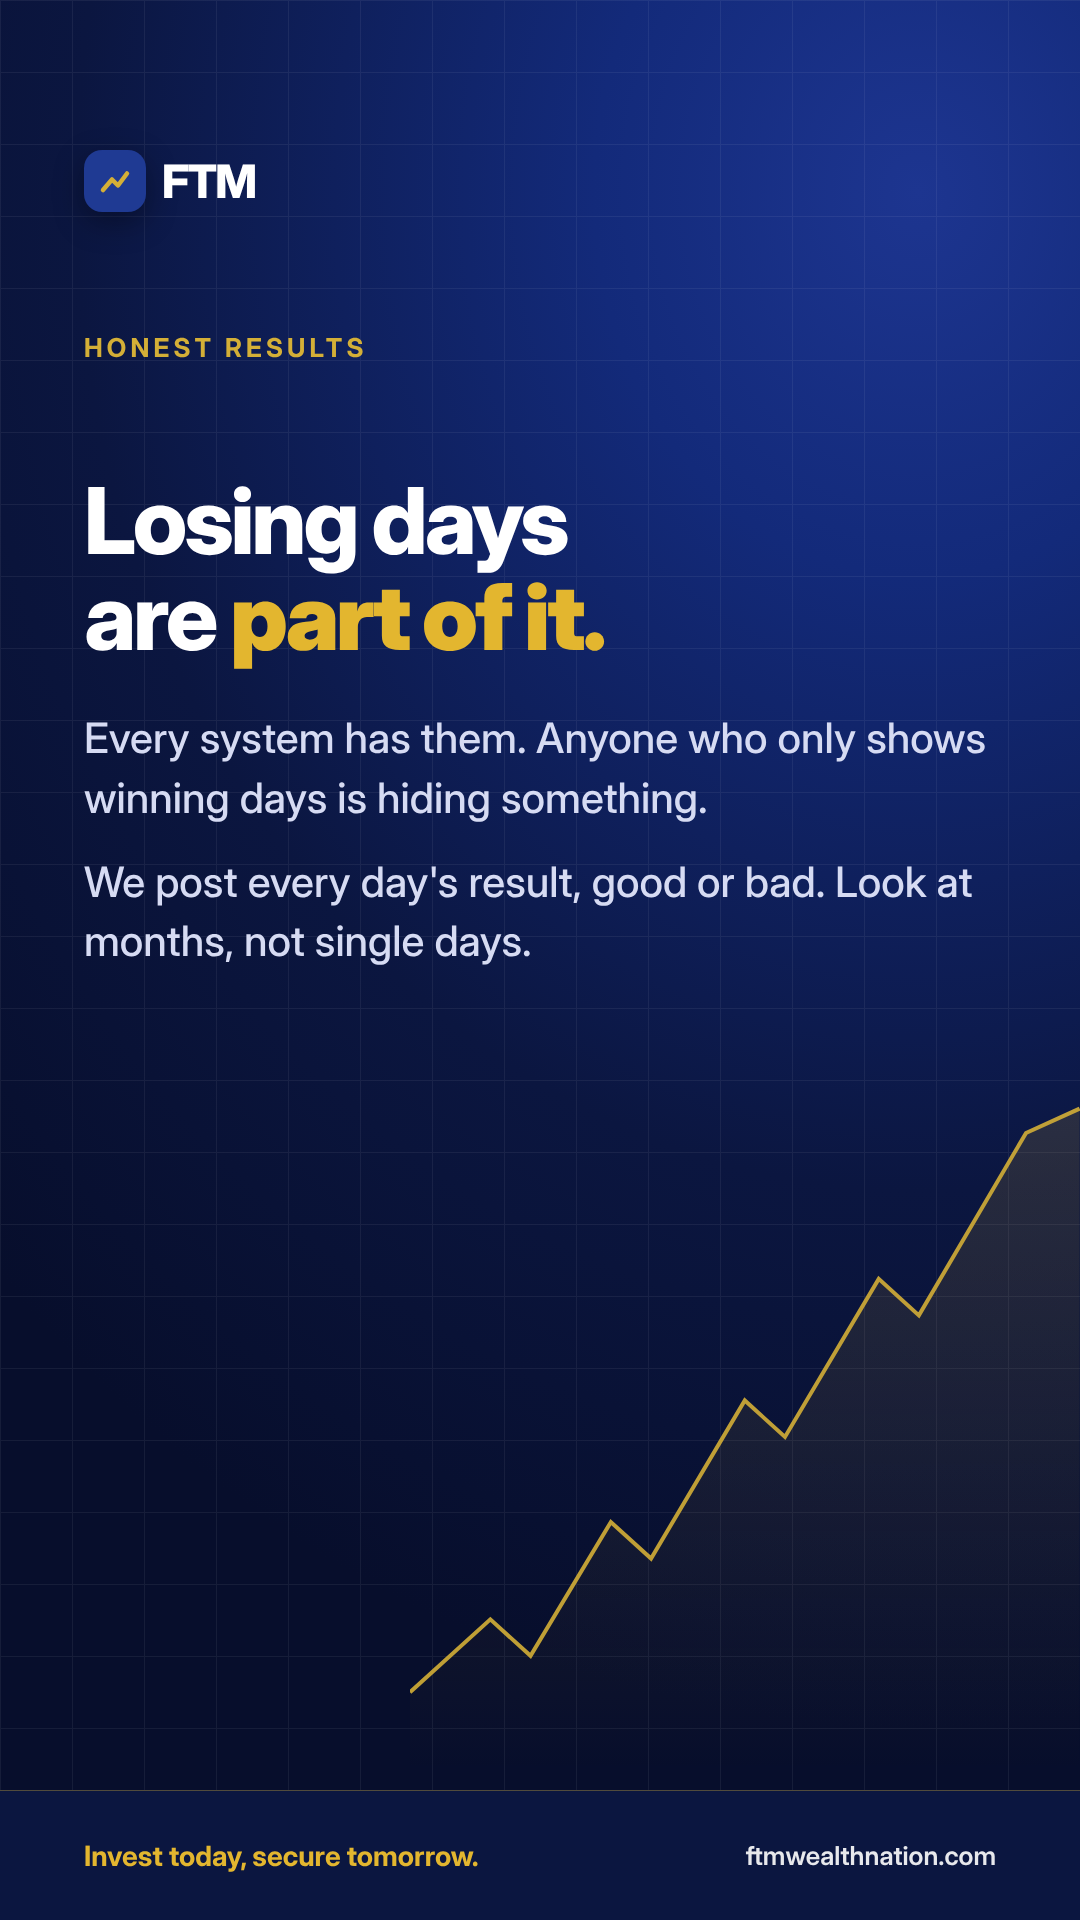 FTM
HONEST RESULTS
Losing days
are part of it.
Every system has them. Anyone who only shows
winning days is hiding something.
We post every day's result, good or bad. Look at
months, not single days.
Invest today, secure tomorrow.
ftmwealthnation.com